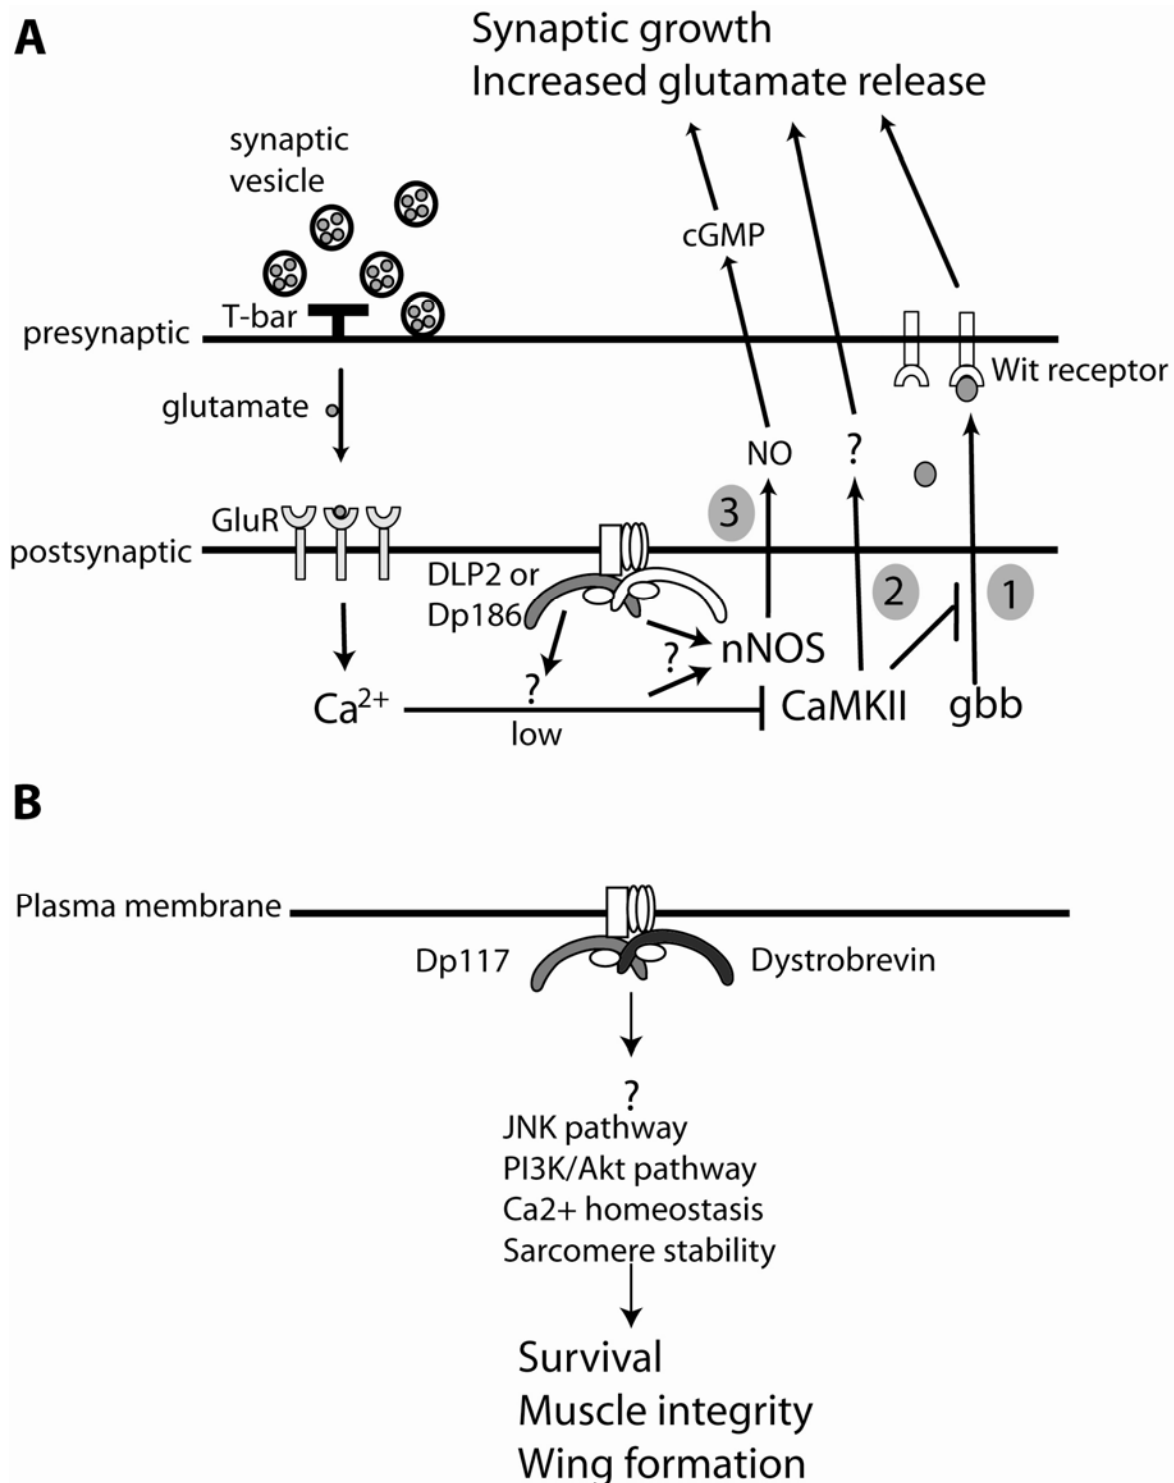 A
Synaptic growth
Increased glutamate release
synaptic
vesicle
cGMP
T-bar
presynaptic
Wit receptor
glutamate
NO
?
3
GluR
postsynaptic
DLP2 or
Dp186
2
1
nNOS
?
?
Ca2+
CaMKII
gbb
low
B
Plasma membrane
Dp117
Dystrobrevin
?
JNK pathway
PI3K/Akt pathway
Ca2+ homeostasis
Sarcomere stability
Survival
Muscle integrity
Wing formation